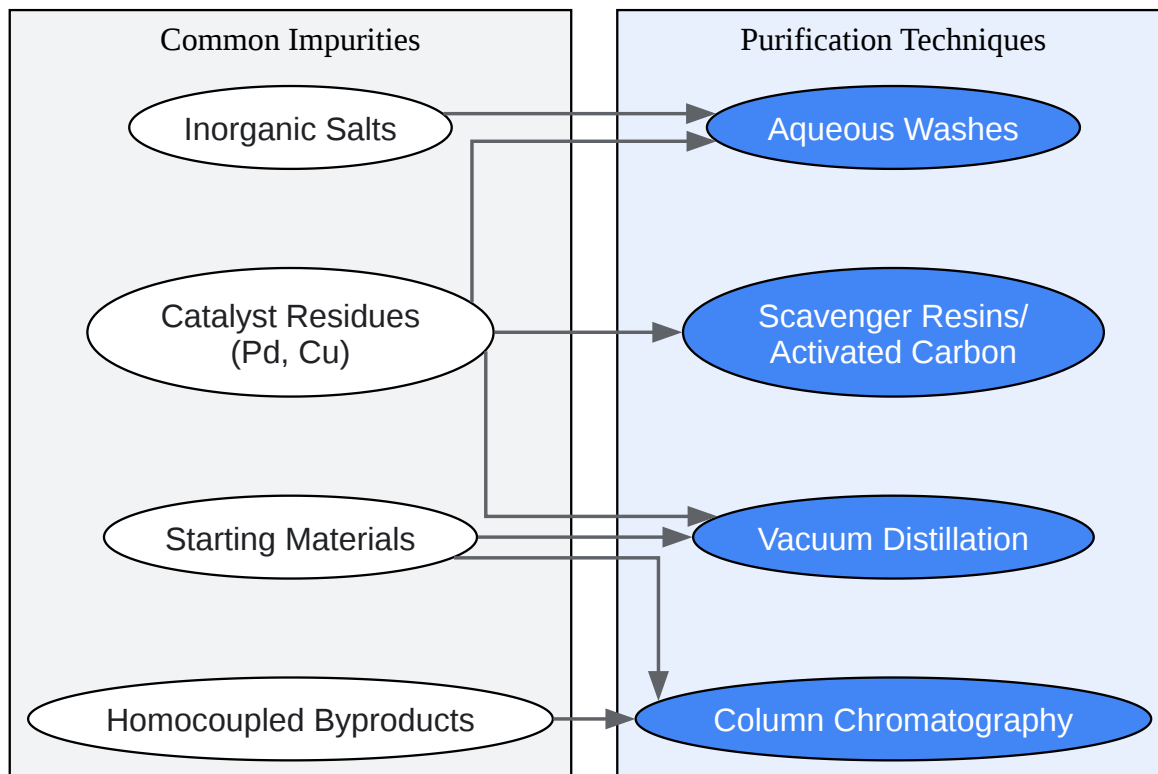 Common Impurities
Purification Techniques
Inorganic Salts
Aqueous Washes
Catalyst Residues
(Pd, Cu)
Scavenger Resins/
Activated Carbon
Starting Materials
Vacuum Distillation
Homocoupled Byproducts
Column Chromatography